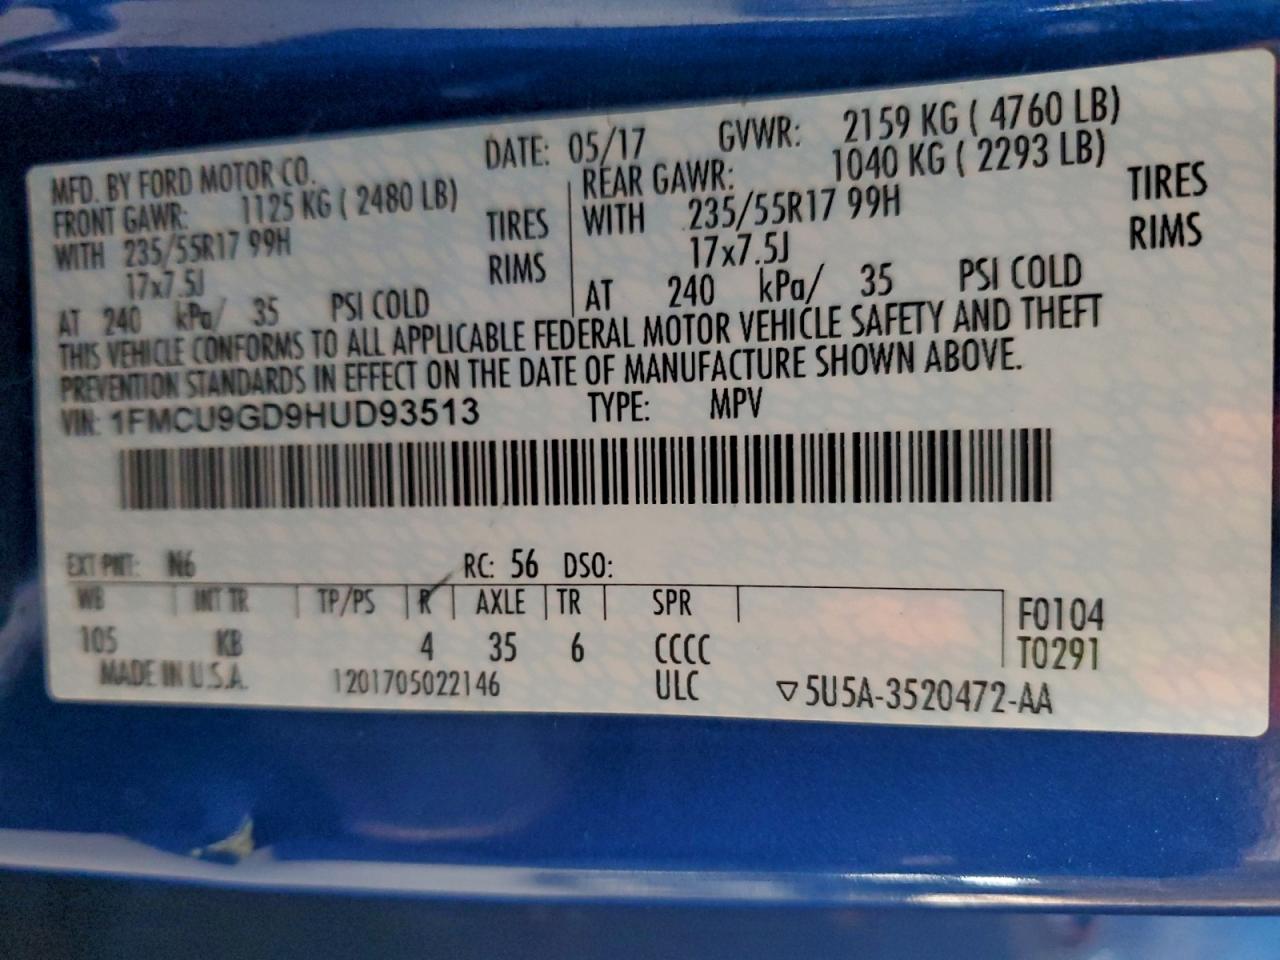 MFD. BY FORD MOTOR CO. DATE: 05/17 GVWR: 2159 KG ( 4760 LB)
FRONT GAWR: 1125 KG ( 2480 LB) REAR GAWR: 1040 KG ( 2293 LB)
WITH 235/55R17 99H TIRES WITH 235/55R17 99H TIRES
17x7.5J RIMS 17x7.5J RIMS
AT 240 kPa/ 35 PSI COLD AT 240 kPa/ 35 PSI COLD
THIS VEHICLE CONFORMS TO ALL APPLICABLE FEDERAL MOTOR VEHICLE SAFETY AND THEFT
PREVENTION STANDARDS IN EFFECT ON THE DATE OF MANUFACTURE SHOWN ABOVE.
VIN: 1FMCU9GD9HUD93513 TYPE: MPV
EXT PNT: N6 RC: 56 DSO:
WB INT TR TP/PS R AXLE TR SPR F0104
105 KB 4 35 6 CCCC T0291
MADE IN U.S.A. 1201705022146 ULC ▽5U5A-3520472-AA